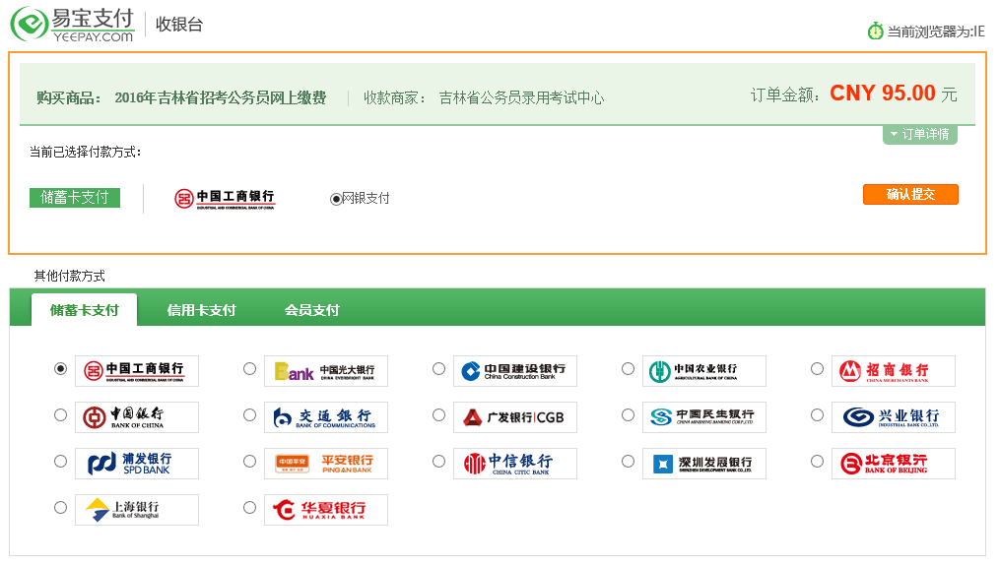 易宝支付
YEEPAY.COM
收银台
当前浏览器为:IE
购买商品： 2016年吉林省招考公务员网上缴费 收款商家： 吉林省公务员录用考试中心 订单金额：CNY 95.00 元
订单详情
当前已选择付款方式：
储蓄卡支付 中国工商银行 网银支付 确认提交
INDUSTRIAL AND COMMERCIAL BANK OF CHINA
其他付款方式
储蓄卡支付 信用卡支付 会员支付
中国工商银行 Bank 中国光大银行 中国建设银行 中国农业银行 招商银行
INDUSTRIAL AND COMMERCIAL BANK OF CHINA CHINA EVERBRIGHT BANK China Construction Bank AGRICULTURAL BANK OF CHINA CHINA MERCHANTS BANK
中国银行 交通银行 广发银行|CGB 中国民生银行 兴业银行
BANK OF CHINA BANK OF COMMUNICATIONS CHINA MINSHENG BANKING CORP.,LTD. INDUSTRIAL BANK CO.,LTD.
浦发银行 中国平安 平安银行 中信银行 深圳发展银行 北京银行
SPD BANK PING AN BANK CHINA CITIC BANK SHENZHEN DEVELOPMENT BANK CO., LTD. BANK OF BEIJING
上海银行 华夏银行
Bank of Shanghai HUAXIA BANK